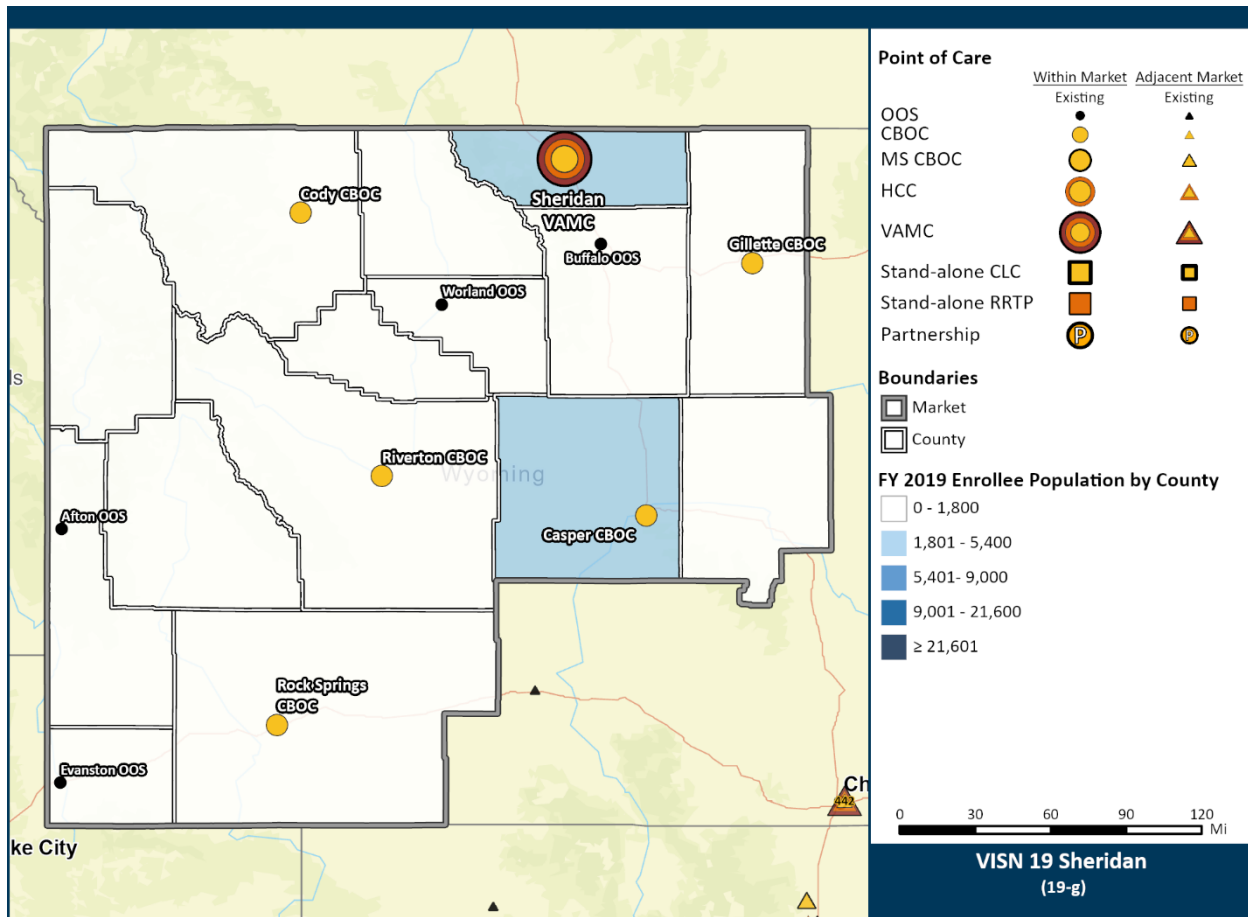 Cody CBOC
Sheridan
VAMC
Buffalo OOS
Gillette CBOC
Worland OOS
Riverton CBOC
Wyoming
Afton OOS
Casper CBOC
Rock Springs
CBOC
Evanston OOS
ke City
Ch
442
ds
Point of Care
Within Market
Adjacent Market
Existing
Existing
OOS
CBOC
MS CBOC
HCC
VAMC
Stand-alone CLC
Stand-alone RRTP
Partnership
P
P
Boundaries
Market
County
FY 2019 Enrollee Population by County
0 - 1,800
1,801 - 5,400
5,401- 9,000
9,001 - 21,600
≥ 21,601
0 30 60 90 120
Mi
VISN 19 Sheridan
(19-g)